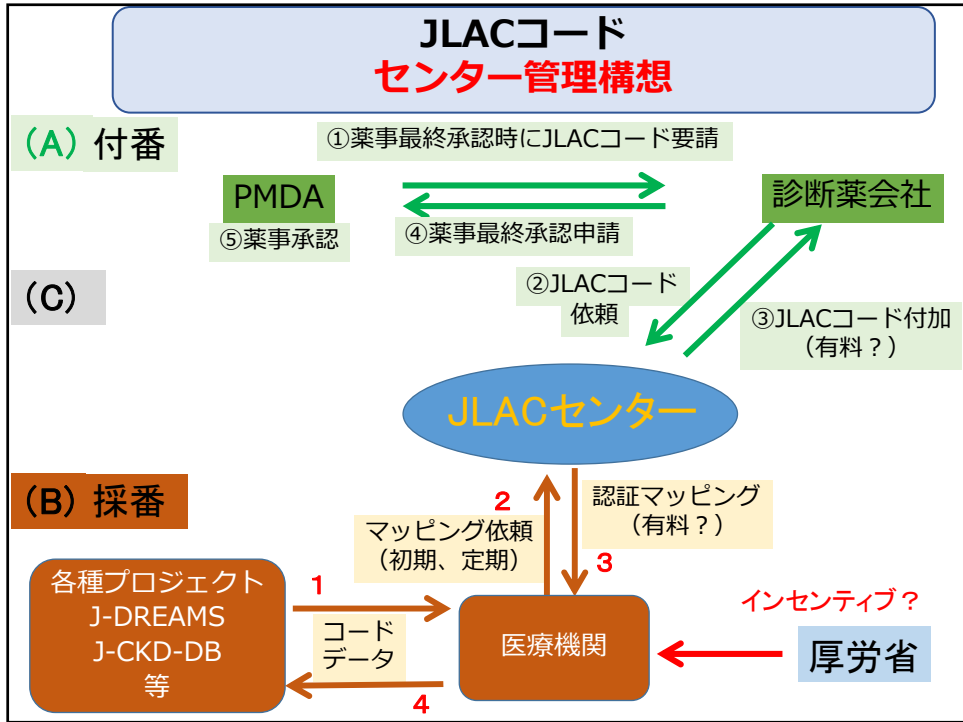 JLACコード
センター管理構想
(A) 付番
①薬事最終承認時にJLACコード要請
PMDA
診断薬会社
⑤薬事承認
④薬事最終承認申請
(C)
②JLACコード
依頼
③JLACコード付加
（有料？）
JLACセンター
(B) 採番
2
認証マッピング
（有料？）
マッピング依頼
（初期、定期）
3
各種プロジェクト
J-DREAMS
J-CKD-DB
等
1
コード
データ
4
医療機関
インセンティブ？
厚労省